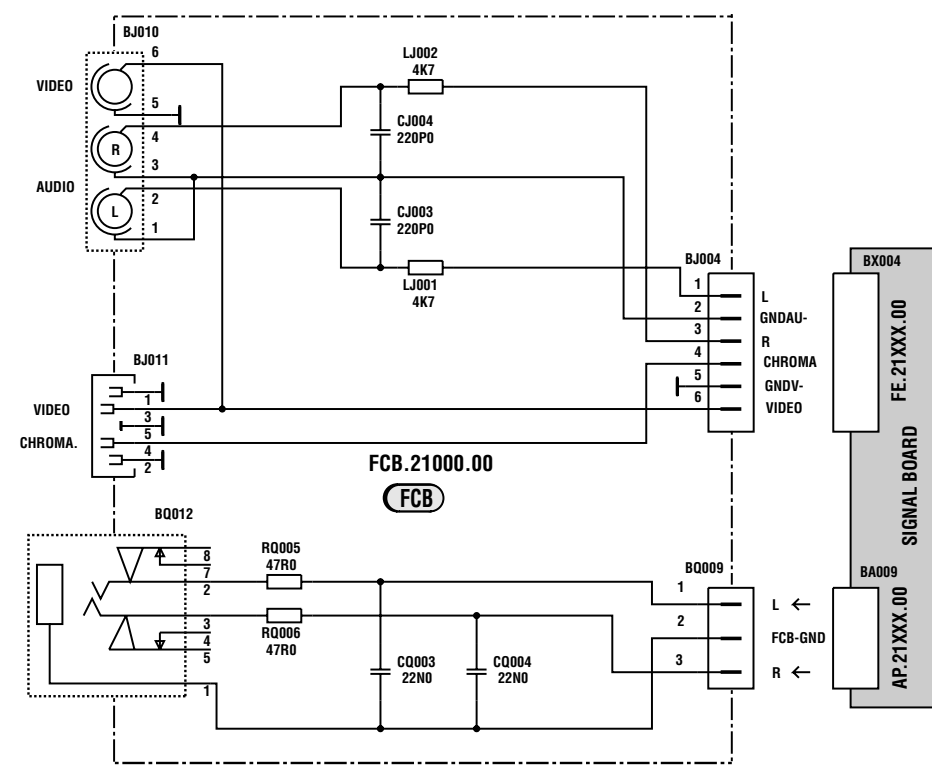 BJ010
6
VIDEO
5
4
R
3
AUDIO
2
L
1
LJ002
4K7
CJ004
220P0
CJ003
220P0
LJ001
4K7
BJ004
1
L
2
GNDAU-
3
R
4
CHROMA
5
GNDV-
6
VIDEO
BX004
FE.21XXX.00
SIGNAL BOARD
BJ011
VIDEO
1
3
CHROMA.
5
4
2
FCB.21000.00
FCB
BQ012
8
7
2
3
4
5
1
RQ005
47R0
RQ006
47R0
CQ003
22N0
CQ004
22N0
BQ009
1
L ←
2
FCB-GND
3
R ←
BA009
AP.21XXX.00